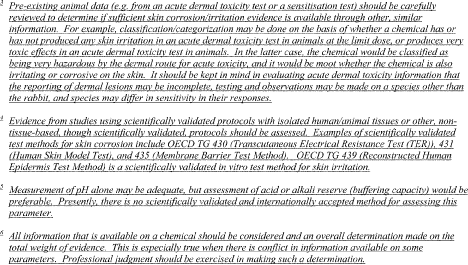 3 Pre-existing animal data (e.g. from an acute dermal toxicity test or a sensitisation test) should be carefully
reviewed to determine if sufficient skin corrosion/irritation evidence is available through other, similar
information. For example, classification/categorization may be done on the basis of whether a chemical has or
has not produced any skin irritation in an acute dermal toxicity test in animals at the limit dose, or produces very
toxic effects in an acute dermal toxicity test in animals. In the latter case, the chemical would be classified as
being very hazardous by the dermal route for acute toxicity, and it would be moot whether the chemical is also
irritating or corrosive on the skin. It should be kept in mind in evaluating acute dermal toxicity information that
the reporting of dermal lesions may be incomplete, testing and observations may be made on a species other than
the rabbit, and species may differ in sensitivity in their responses.
4 Evidence from studies using scientifically validated protocols with isolated human/animal tissues or other, non-
tissue-based, though scientifically validated, protocols should be assessed. Examples of scientifically validated
test methods for skin corrosion include OECD TG 430 (Transcutaneous Electrical Resistance Test (TER)), 431
(Human Skin Model Test), and 435 (Membrane Barrier Test Method). OECD TG 439 (Reconstructed Human
Epidermis Test Method) is a scientifically validated in vitro test method for skin irritation.
5 Measurement of pH alone may be adequate, but assessment of acid or alkali reserve (buffering capacity) would be
preferable. Presently, there is no scientifically validated and internationally accepted method for assessing this
parameter.
6 All information that is available on a chemical should be considered and an overall determination made on the
total weight of evidence. This is especially true when there is conflict in information available on some
parameters. Professional judgment should be exercised in making such a determination.